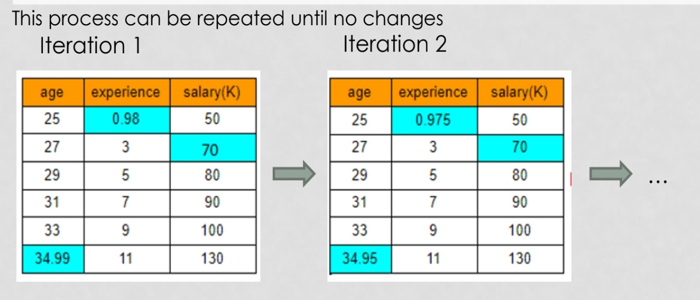 This process can be repeated until no changes
Iteration 1
Iteration 2
age experience salary(K)
25 0.98 50
27 3 70
29 5 80
31 7 90
33 9 100
34.99 11 130
age experience salary(K)
25 0.975 50
27 3 70
29 5 80
31 7 90
33 9 100
34.95 11 130
...